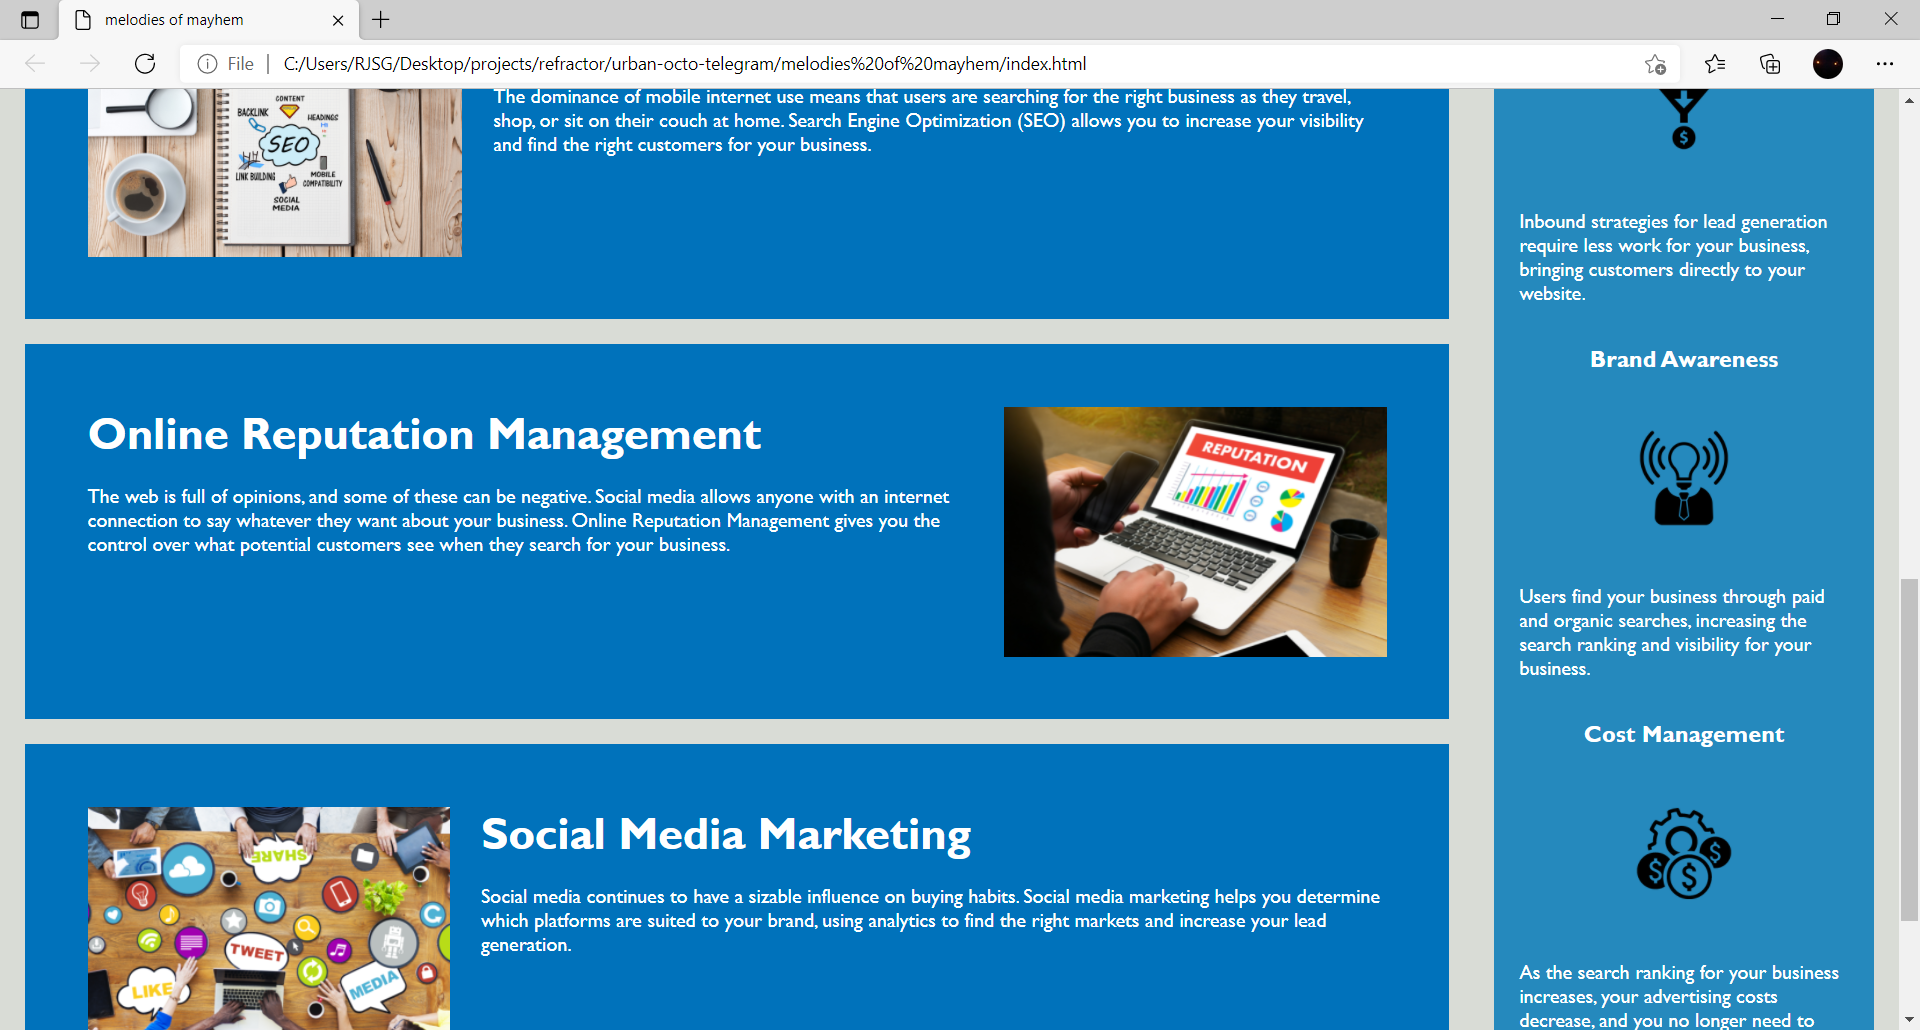 melodies of mayhem
File
C:/Users/RJSG/Desktop/projects/refractor/urban-octo-telegram/melodies%20of%20mayhem/index.html
CONTENT
BACKLINK
HEADINGS
SEO
LINK BUILDING
MOBILE
COMPATIBILITY
SOCIAL
MEDIA
The dominance of mobile internet use means that users are searching for the right business as they travel,
shop, or sit on their couch at home. Search Engine Optimization (SEO) allows you to increase your visibility
and find the right customers for your business.
Online Reputation Management
The web is full of opinions, and some of these can be negative. Social media allows anyone with an internet
connection to say whatever they want about your business. Online Reputation Management gives you the
control over what potential customers see when they search for your business.
REPUTATION
SHARE
TWEET
LIKE
MEDIA
Social Media Marketing
Social media continues to have a sizable influence on buying habits. Social media marketing helps you determine
which platforms are suited to your brand, using analytics to find the right markets and increase your lead
generation.
$
Inbound strategies for lead generation
require less work for your business,
bringing customers directly to your
website.
Brand Awareness
Users find your business through paid
and organic searches, increasing the
search ranking and visibility for your
business.
Cost Management
$ $ $
As the search ranking for your business
increases, your advertising costs
decrease, and you no longer need to